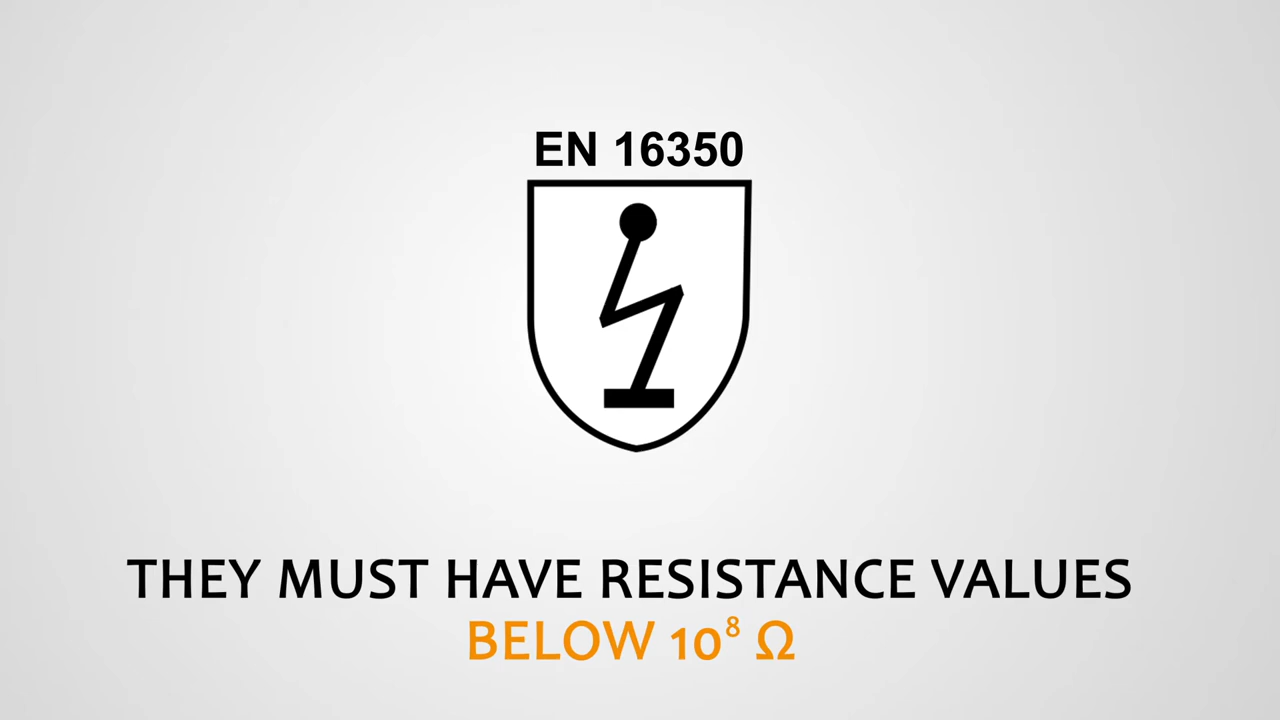 EN 16350
THEY MUST HAVE RESISTANCE VALUES
BELOW 10⁸ Ω